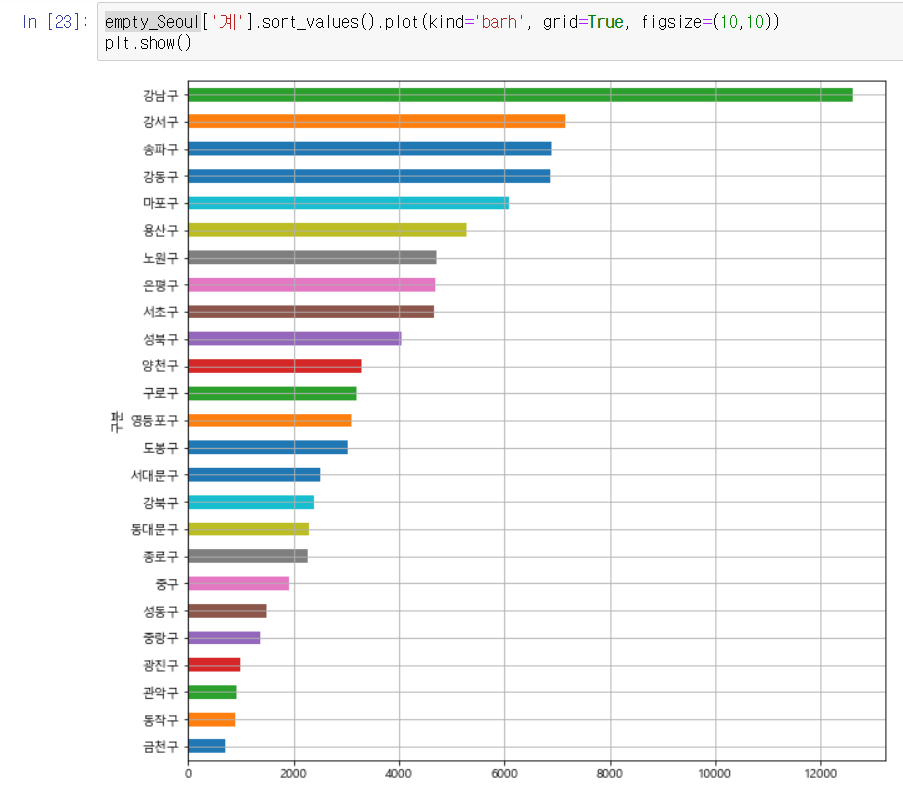 In [23]: empty_Seoul['계'].sort_values().plot(kind='barh', grid=True, figsize=(10,10))
plt.show()
강남구
강서구
송파구
강동구
마포구
용산구
노원구
은평구
서초구
성북구
양천구
구로구
영등포구
도봉구
서대문구
강북구
동대문구
종로구
중구
성동구
중랑구
광진구
관악구
동작구
금천구
구분
0 2000 4000 6000 8000 10000 12000